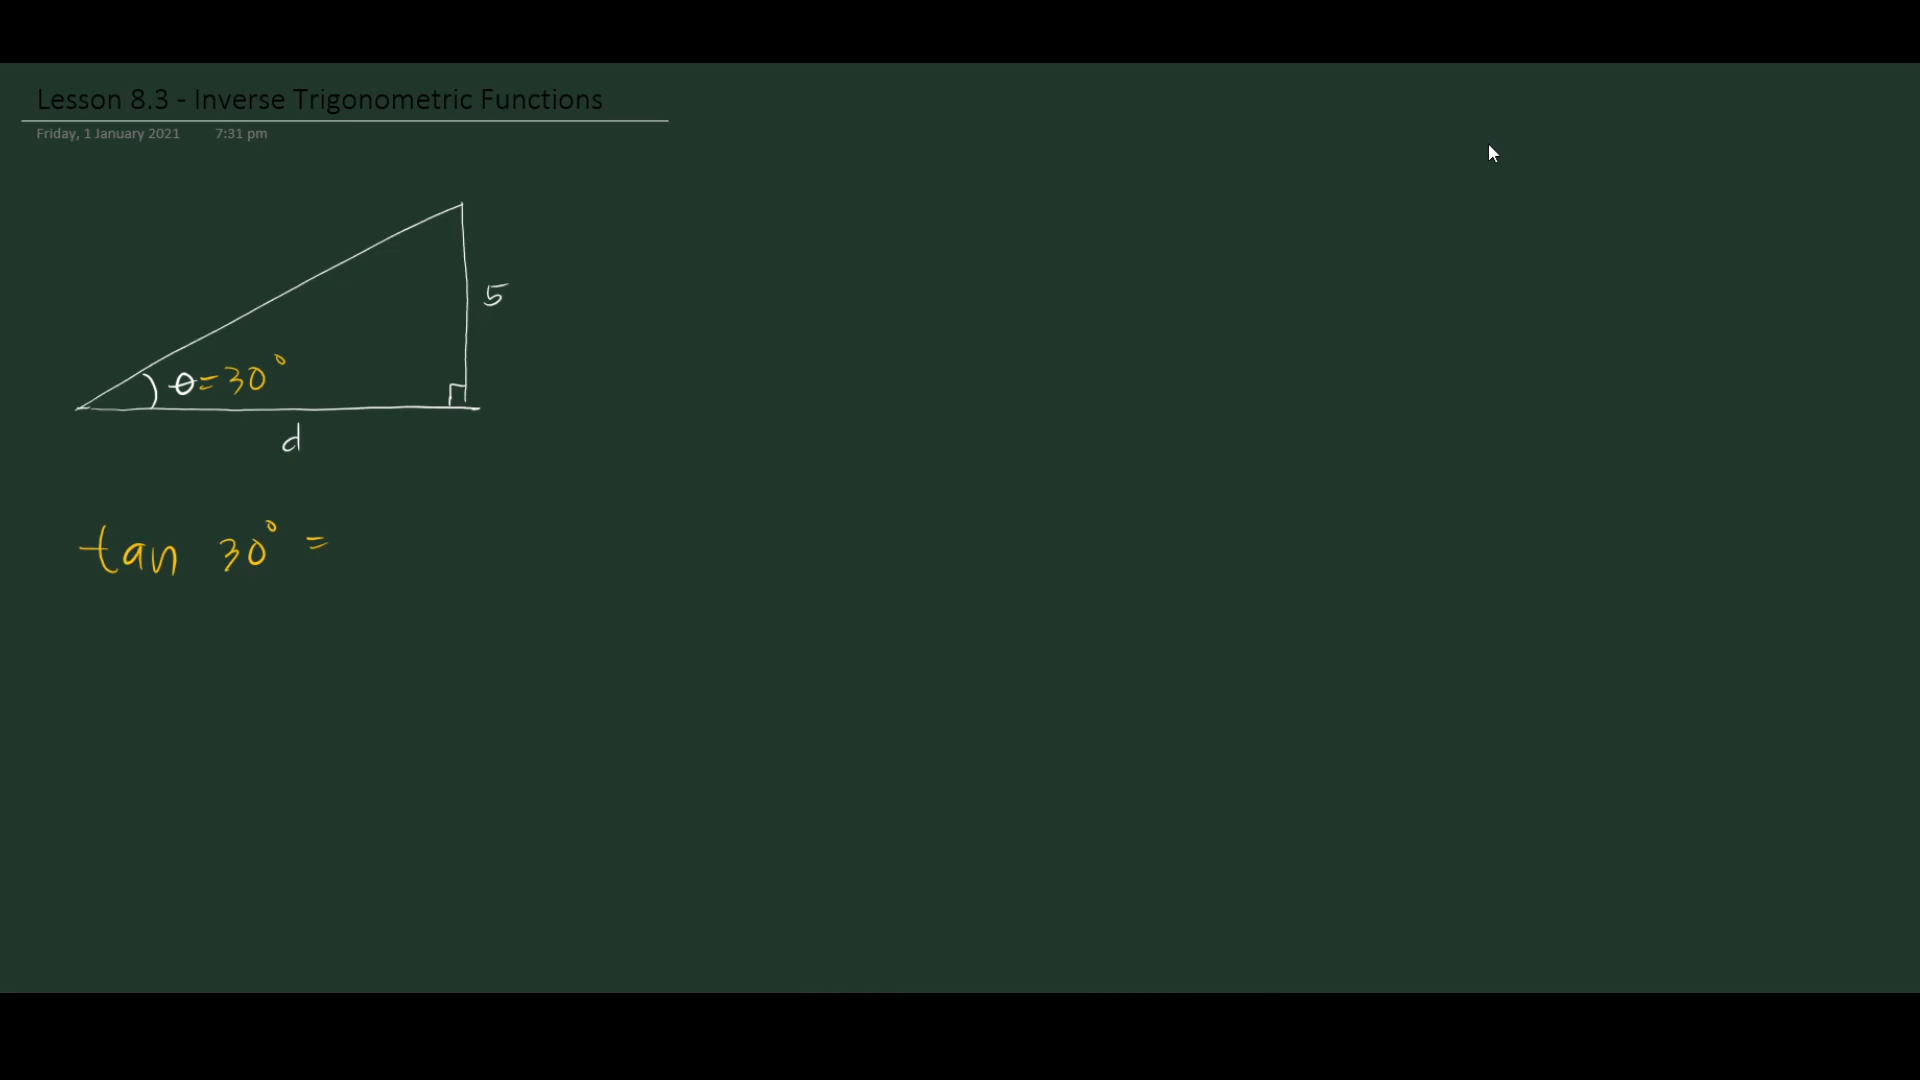 Lesson 8.3 - Inverse Trigonometric Functions
Friday, 1 January 2021 7:31 pm
5
θ = 30°
d
tan 30° =